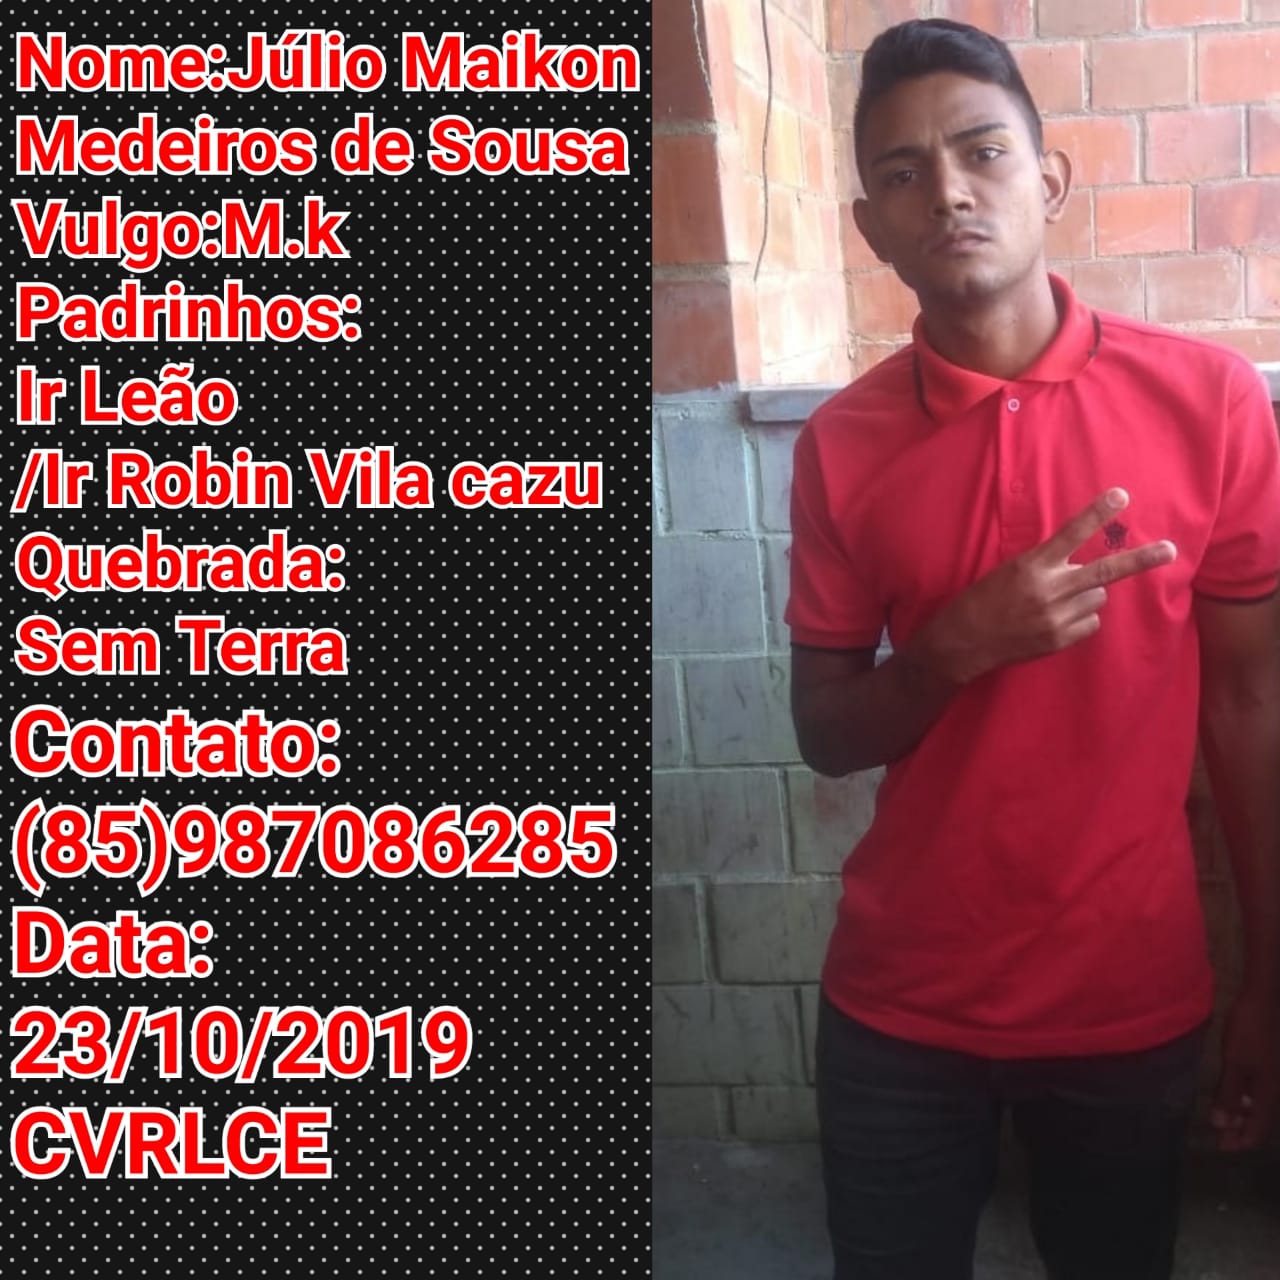 Nome:Júlio Maikon
Medeiros de Sousa
Vulgo:M.k
Padrinhos:
Ir Leão
/Ir Robin Vila cazu
Quebrada:
Sem Terra
Contato:
(85)987086285
Data:
23/10/2019
CVRLCE